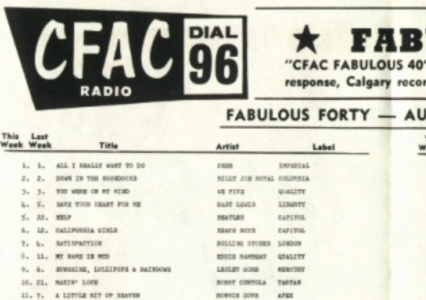 CFAC
RADIO
DIAL
96
★ FAB
"CFAC FABULOUS 40"
response, Calgary recor
FABULOUS FORTY — AU
This Last
Week Week Title Artist Label
1. 1. ALL I REALLY WANT TO DO CHER IMPERIAL
2. 2. DOWN IN THE BOONDOCKS BILLY JOE ROYAL COLUMBIA
3. 3. YOU WERE ON MY MIND WE FIVE QUALITY
4. 5. SAVE YOUR HEART FOR ME GARY LEWIS LIBERTY
5. 22. HELP BEATLES CAPITOL
6. 12. CALIFORNIA GIRLS BEACH BOYS CAPITOL
7. 4. SATISFACTION ROLLING STONES LONDON
8. 11. MY NAME IS MUD EDDIE RAMBEAU QUALITY
9. 6. SUNSHINE, LOLLIPOPS & RAINBOWS LESLEY GORE MERCURY
10. 21. MAKIN' LOVE BOBBY CURTOLA TARTAN
11. 7. A LITTLE BIT OF HEAVEN RONNIE DOVE APEX